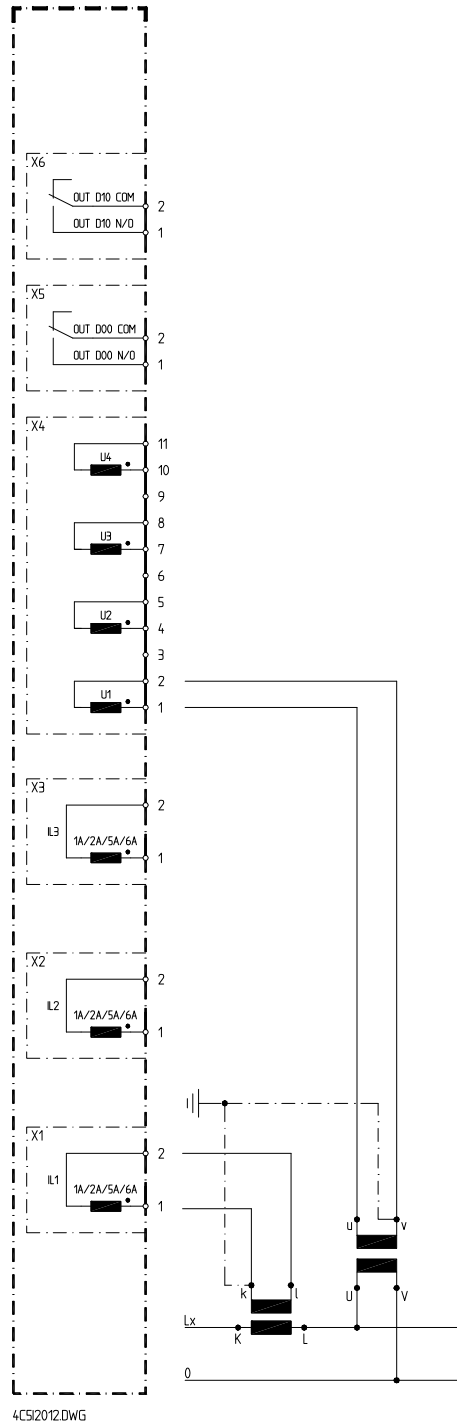 X6
OUT D10 COM
2
OUT D10 N/O
1
X5
OUT D00 COM
2
OUT D00 N/O
1
X4
11
U4
10
9
8
U3
7
6
5
U2
4
3
2
U1
1
X3
2
IL3
1A/2A/5A/6A
1
X2
2
IL2
1A/2A/5A/6A
1
X1
2
IL1
1A/2A/5A/6A
1
u v
k l
U V
Lx
K L
0
4CSI2012.DWG